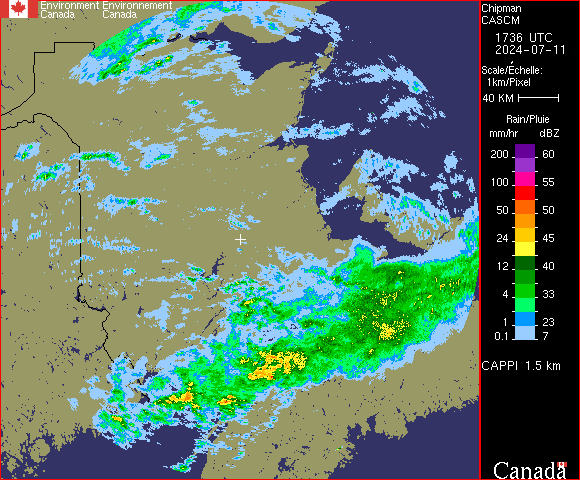 Environment Environnement
Canada Canada
Chipman
CASCM
1736 UTC
2024-07-11
Scale/Échelle:
1km/Pixel
40 KM
Rain/Pluie
mm/hr dBZ
200 60
100 55
50 50
24 45
12 40
4 33
1 23
0.1 7
CAPPI 1.5 km
Canada